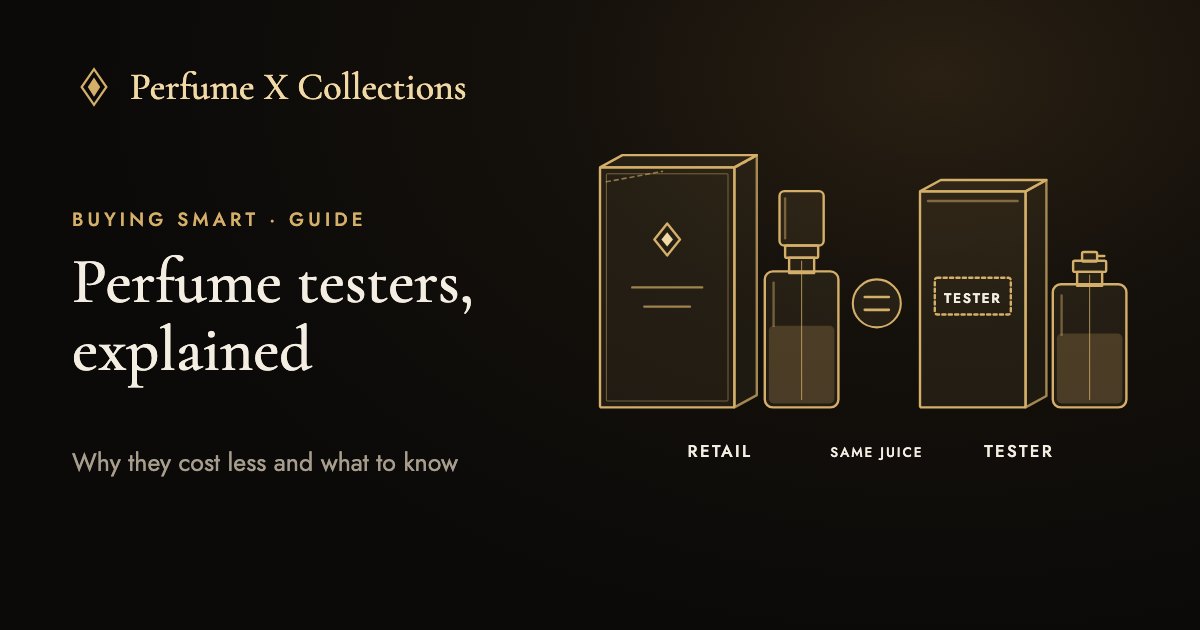 Perfume X Collections
BUYING SMART · GUIDE
Perfume testers,
explained
Why they cost less and what to know
TESTER
RETAIL
SAME JUICE
TESTER